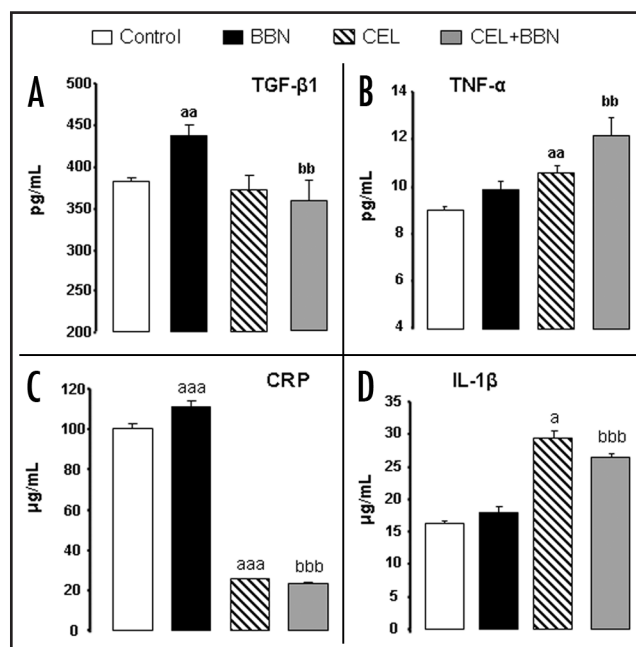 Control BBN CEL CEL+BBN
A
TGF-β1
pg/mL
500
450
400
350
300
250
200
aa
bb
B
TNF-α
pg/mL
14
12
10
8
6
4
aa
bb
C
CRP
µg/mL
120
100
80
60
40
20
0
aaa
aaa
bbb
D
IL-1β
µg/mL
35
30
25
20
15
10
5
0
a
bbb